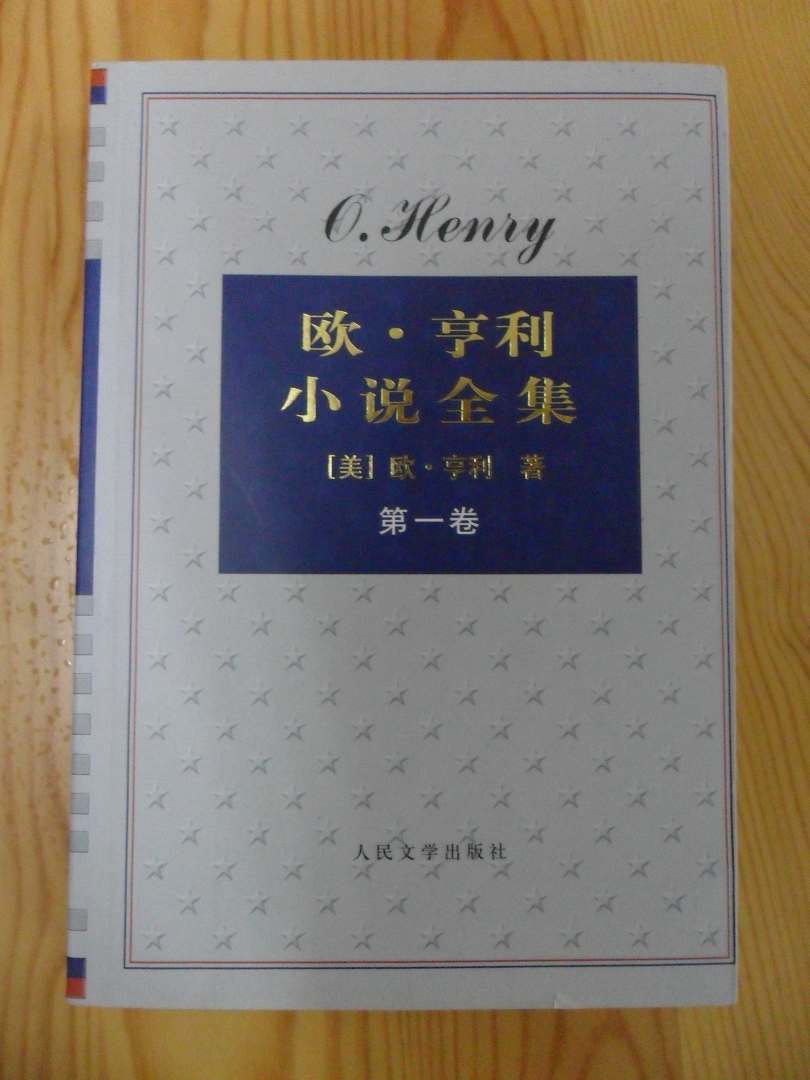 O. Henry
欧·亨利
小说全集
[美] 欧·亨利 著
第一卷
人民文学出版社